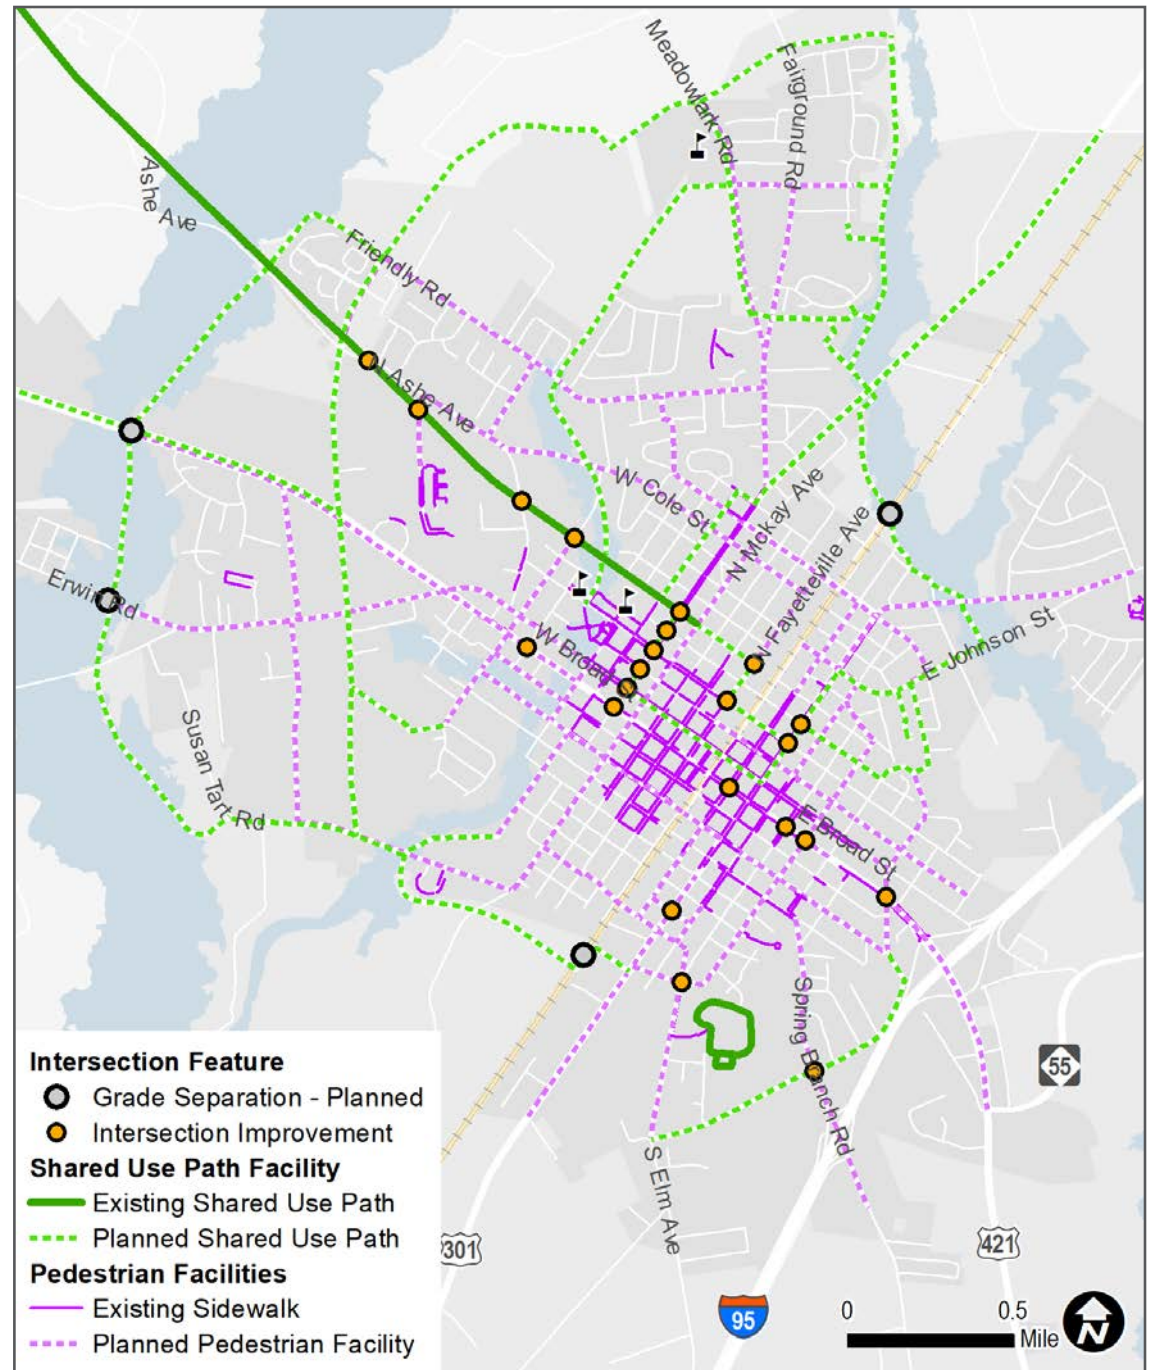 Meadowlark Rd
Fairground Rd
Ashe Ave
Friendly Rd
N Ashe Ave
W Cole St
N Mckay Ave
N Fayetteville Ave
Erwin Rd
W Broad St
E Johnson St
Susan Tart Rd
E Broad St
Spring Branch Rd
55
S Elm Ave
301
421
95
Intersection Feature
Grade Separation - Planned
Intersection Improvement
Shared Use Path Facility
Existing Shared Use Path
Planned Shared Use Path
Pedestrian Facilities
Existing Sidewalk
Planned Pedestrian Facility
0 0.5
Mile
N